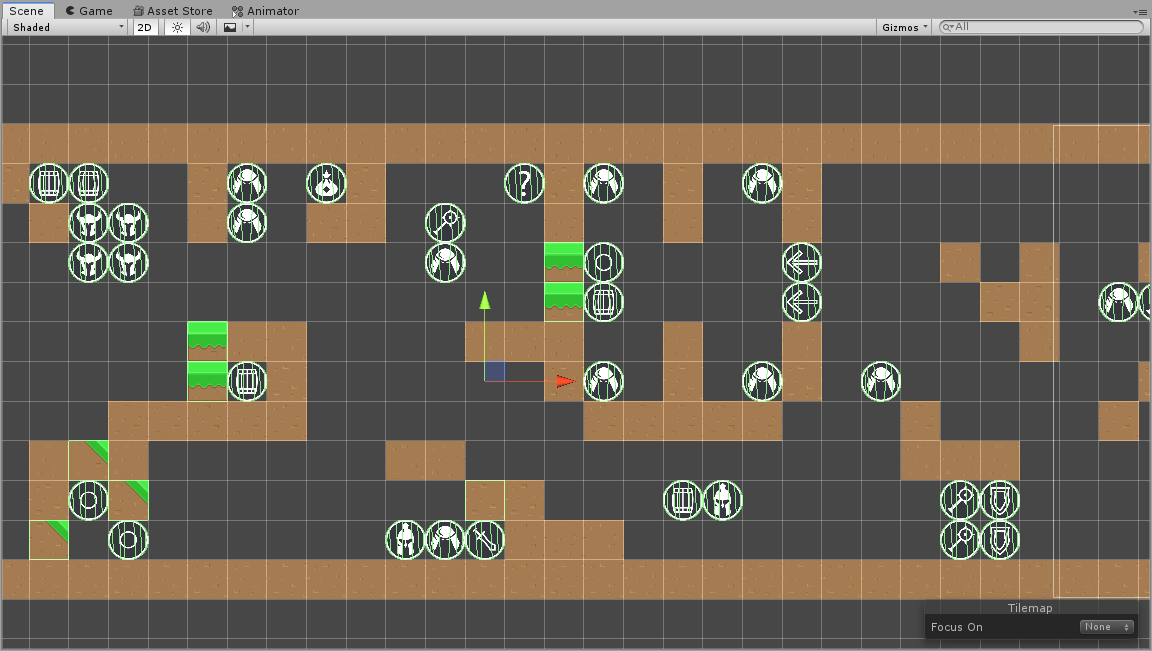 Scene Game Asset Store Animator
Shaded 2D Gizmos All
?
Tilemap
Focus On None